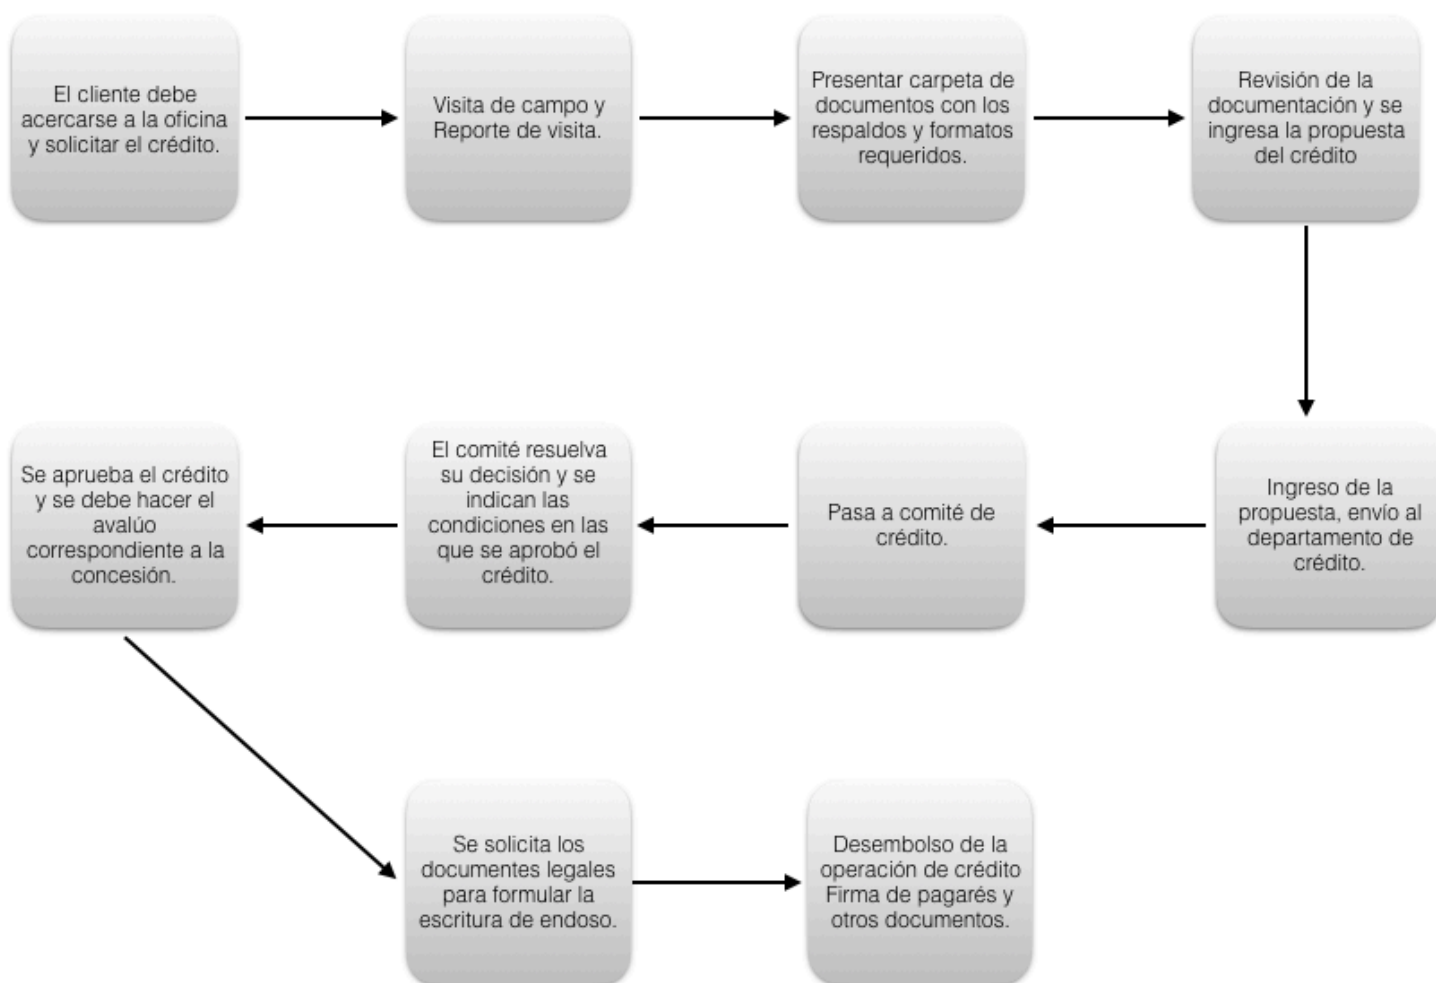 El cliente debe
acercarse a la oficina
y solicitar el crédito.
Visita de campo y
Reporte de visita.
Presentar carpeta de
documentos con los
respaldos y formatos
requeridos.
Revisión de la
documentación y se
ingresa la propuesta
del crédito
Ingreso de la
propuesta, envío al
departamento de
crédito.
Pasa a comité de
crédito.
El comité resuelva
su decisión y se
indican las
condiciones en las
que se aprobó el
crédito.
Se aprueba el crédito
y se debe hacer el
avalúo
correspondiente a la
concesión.
Se solicita los
documentes legales
para formular la
escritura de endoso.
Desembolso de la
operación de crédito
Firma de pagarés y
otros documentos.